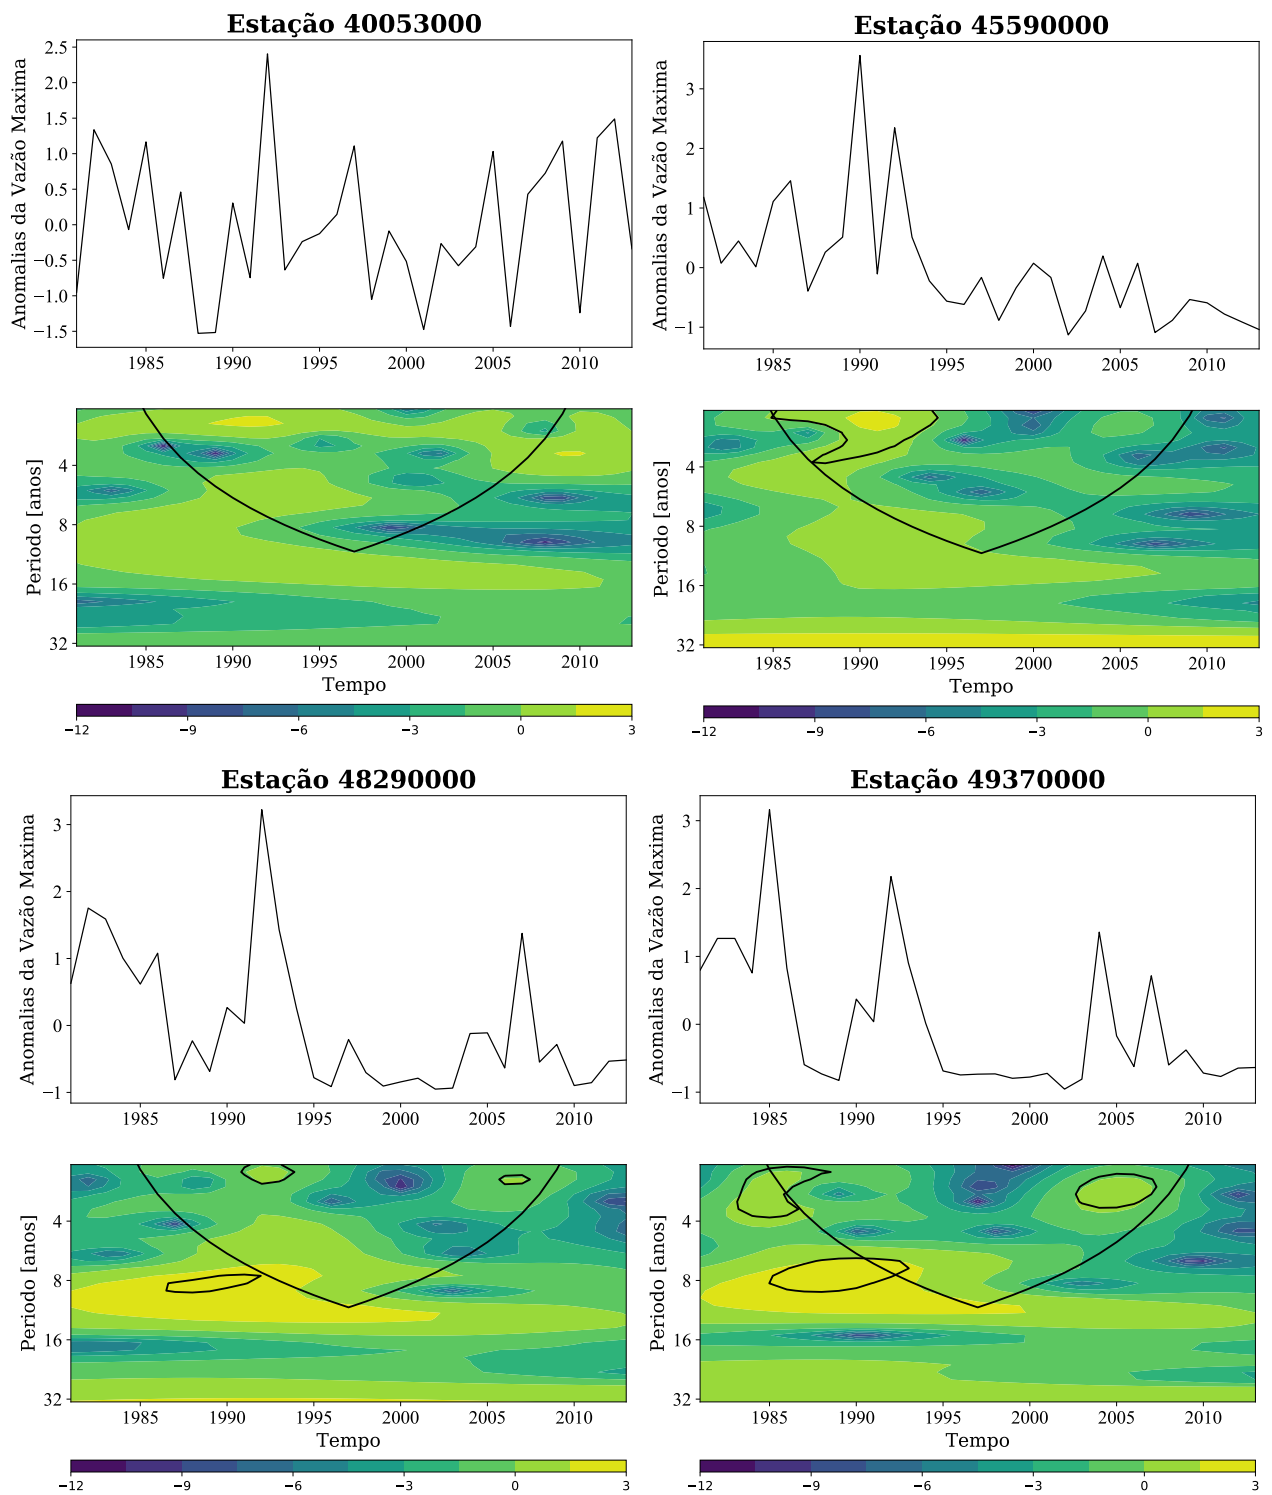 Estação 40053000
Anomalias da Vazão Maxima
2.5
2.0
1.5
1.0
0.5
0.0
−0.5
−1.0
−1.5
1985 1990 1995 2000 2005 2010
Periodo [anos]
4
8
16
32
1985 1990 1995 2000 2005 2010
Tempo
−12 −9 −6 −3 0 3
Estação 45590000
Anomalias da Vazão Maxima
3
2
1
0
−1
1985 1990 1995 2000 2005 2010
Periodo [anos]
4
8
16
32
1985 1990 1995 2000 2005 2010
Tempo
−12 −9 −6 −3 0 3
Estação 48290000
Anomalias da Vazão Maxima
3
2
1
0
−1
1985 1990 1995 2000 2005 2010
Periodo [anos]
4
8
16
32
1985 1990 1995 2000 2005 2010
Tempo
−12 −9 −6 −3 0 3
Estação 49370000
Anomalias da Vazão Maxima
3
2
1
0
−1
1985 1990 1995 2000 2005 2010
Periodo [anos]
4
8
16
32
1985 1990 1995 2000 2005 2010
Tempo
−12 −9 −6 −3 0 3